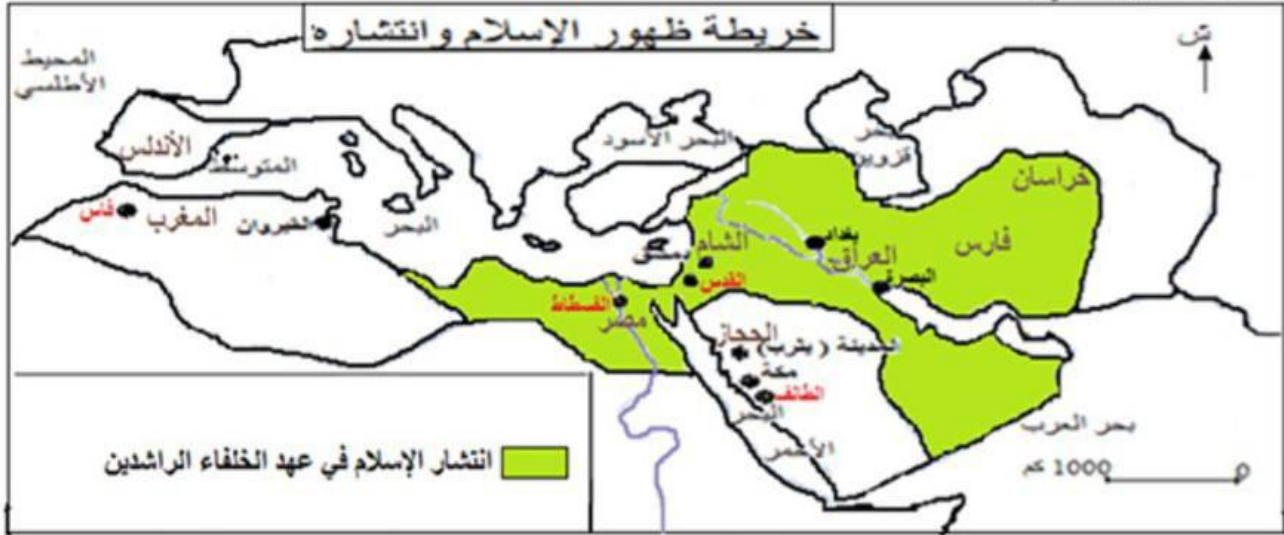 خريطة ظهور الإسلام وانتشاره
ش
المحيط
الأطلسي
البحر الأسود
بحر
قزوين
الأندلس
المتوسط
خراسان
فاس
المغرب
القيروان
البحر
الشام
دمشق
بغداد
العراق
فارس
القدس
البصرة
الفسطاط
مصر
الحجاز
المدينة (يثرب)
مكة
الطائف
البحر
الأحمر
بحر العرب
1000 كم
0
انتشار الإسلام في عهد الخلفاء الراشدين